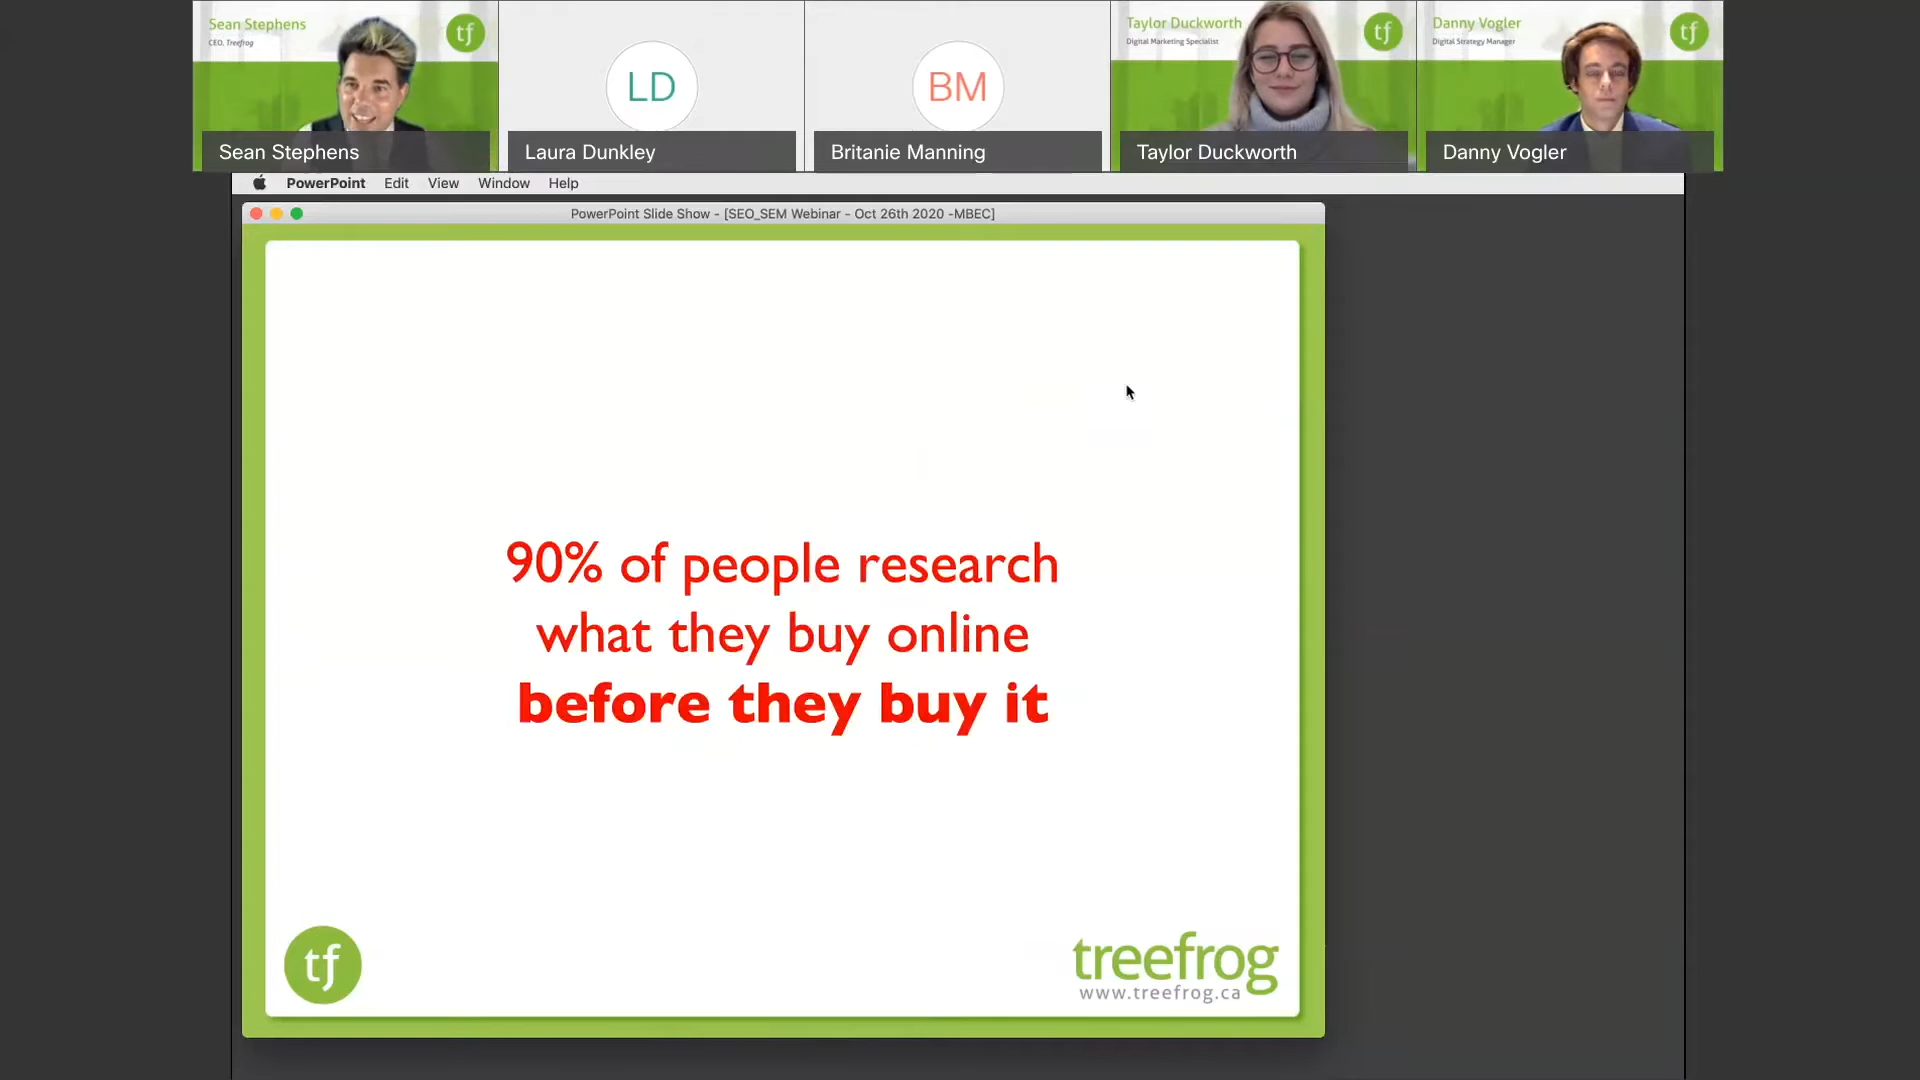 Sean Stephens
CEO, Treefrog
tf
Sean Stephens
LD
Laura Dunkley
BM
Britanie Manning
Taylor Duckworth
Digital Marketing Specialist
tf
Taylor Duckworth
Danny Vogler
Digital Strategy Manager
tf
Danny Vogler
PowerPoint Edit View Window Help
PowerPoint Slide Show - [SEO_SEM Webinar - Oct 26th 2020 -MBEC]
90% of people research
what they buy online
before they buy it
tf
treefrog
www.treefrog.ca